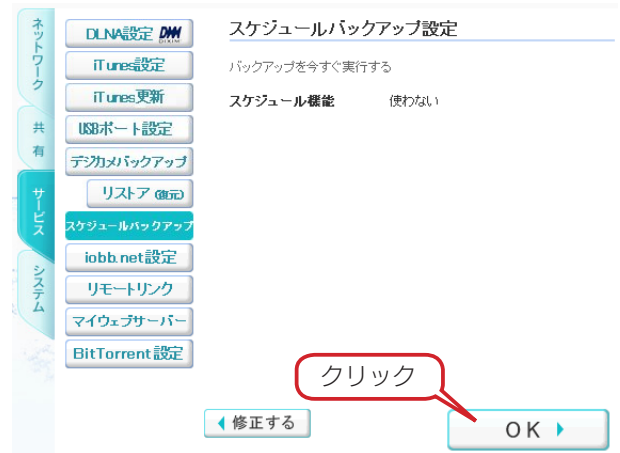 ネットワーク
共有
サービス
システム
DLNA設定
iTunes設定
iTunes更新
USBポート設定
デジカメバックアップ
リストア(復元)
スケジュールバックアップ
iobb.net設定
リモートリンク
マイウェブサーバー
BitTorrent設定
スケジュールバックアップ設定
バックアップを今すぐ実行する
スケジュール機能 使わない
クリック
修正する
OK